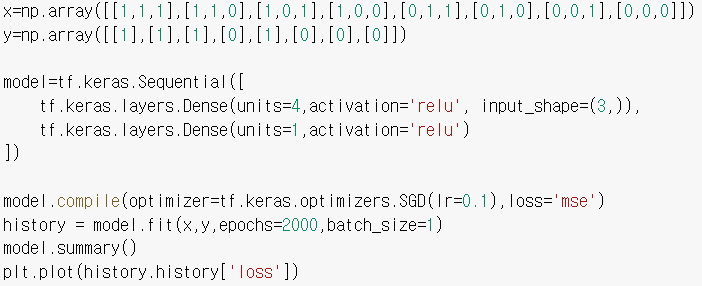 x=np.array([[1,1,1],[1,1,0],[1,0,1],[1,0,0],[0,1,1],[0,1,0],[0,0,1],[0,0,0]])
y=np.array([[1],[1],[1],[0],[1],[0],[0],[0]])
model=tf.keras.Sequential([
    tf.keras.layers.Dense(units=4,activation='relu', input_shape=(3,)),
    tf.keras.layers.Dense(units=1,activation='relu')
])
model.compile(optimizer=tf.keras.optimizers.SGD(lr=0.1),loss='mse')
history = model.fit(x,y,epochs=2000,batch_size=1)
model.summary()
plt.plot(history.history['loss'])